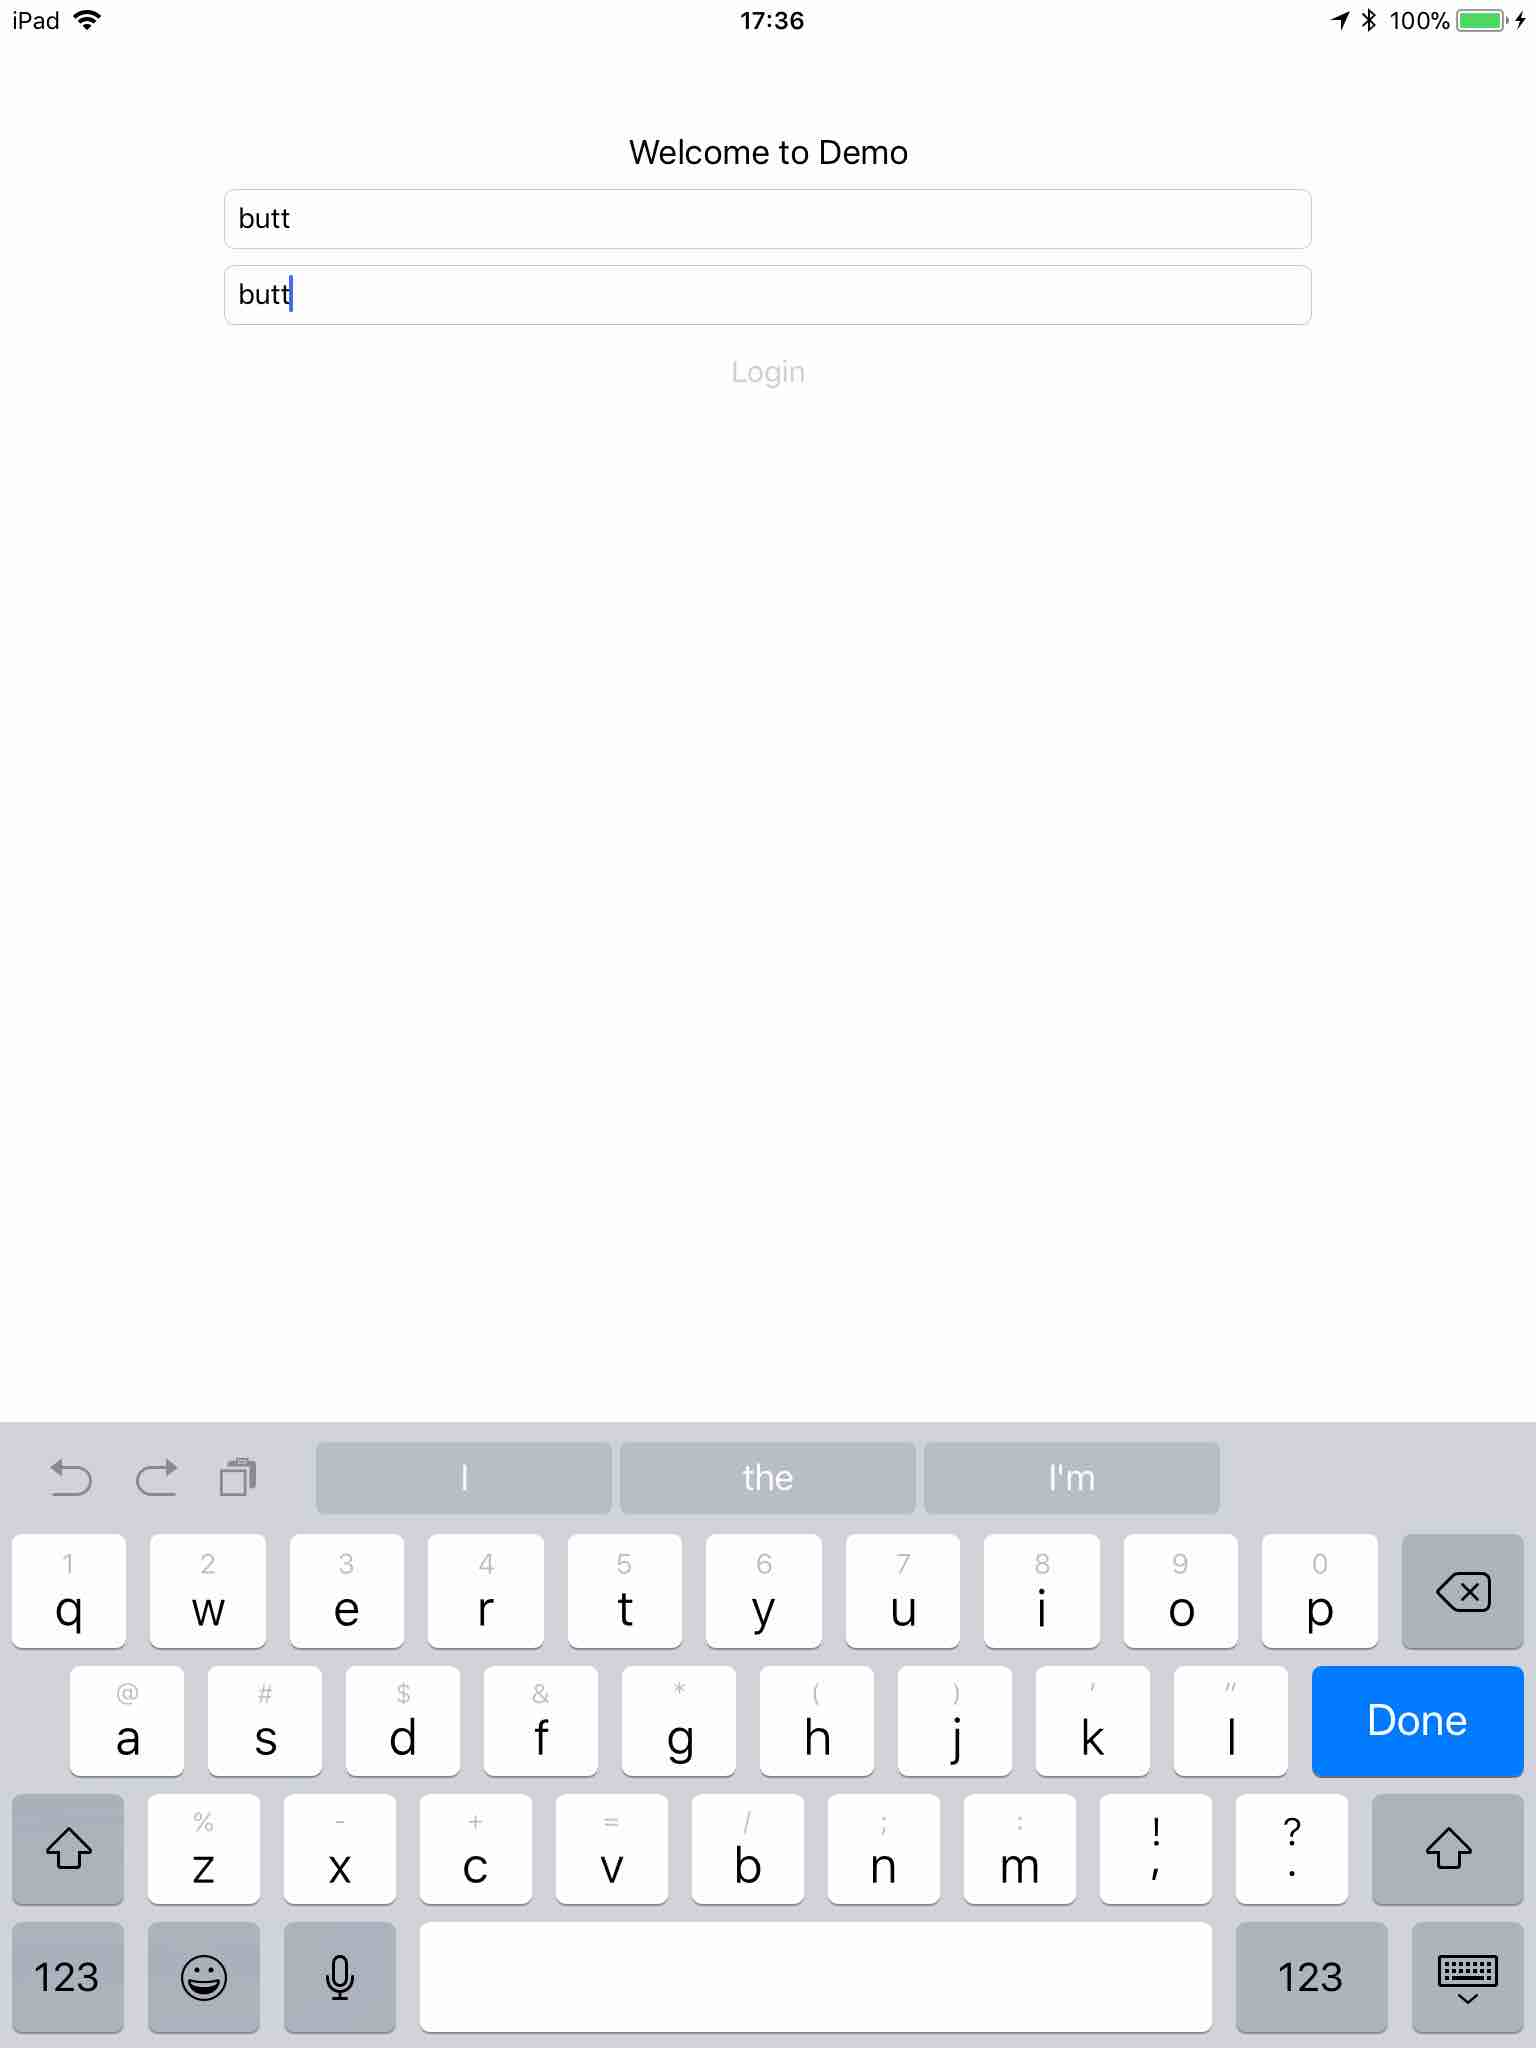 iPad 17:36 100%
Welcome to Demo
butt
butt
Login
I the I'm
1 2 3 4 5 6 7 8 9 0
q w e r t y u i o p
@ # $ & * ( ) ' "
a s d f g h j k l Done
% - + = / ; : ! ?
z x c v b n m , .
123 123